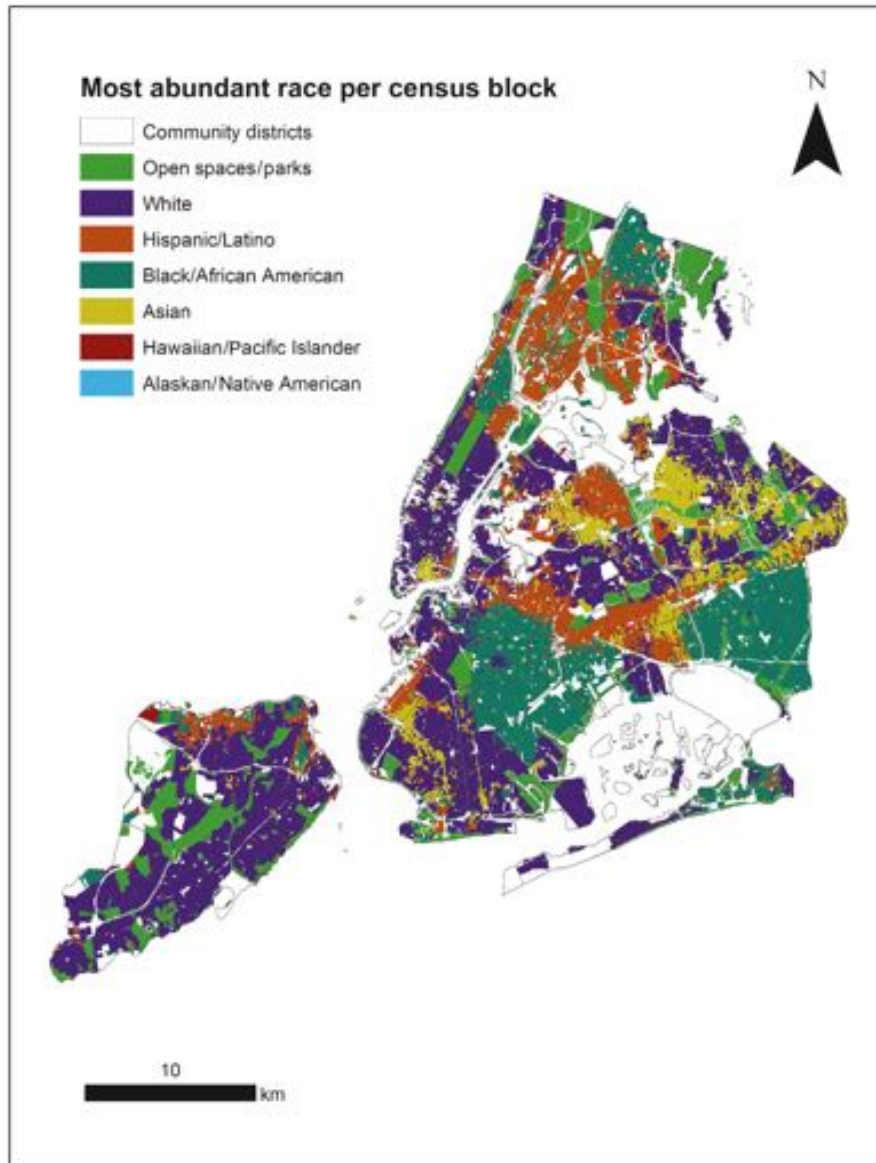 Most abundant race per census block
N
Community districts
Open spaces/parks
White
Hispanic/Latino
Black/African American
Asian
Hawaiian/Pacific Islander
Alaskan/Native American
10
km